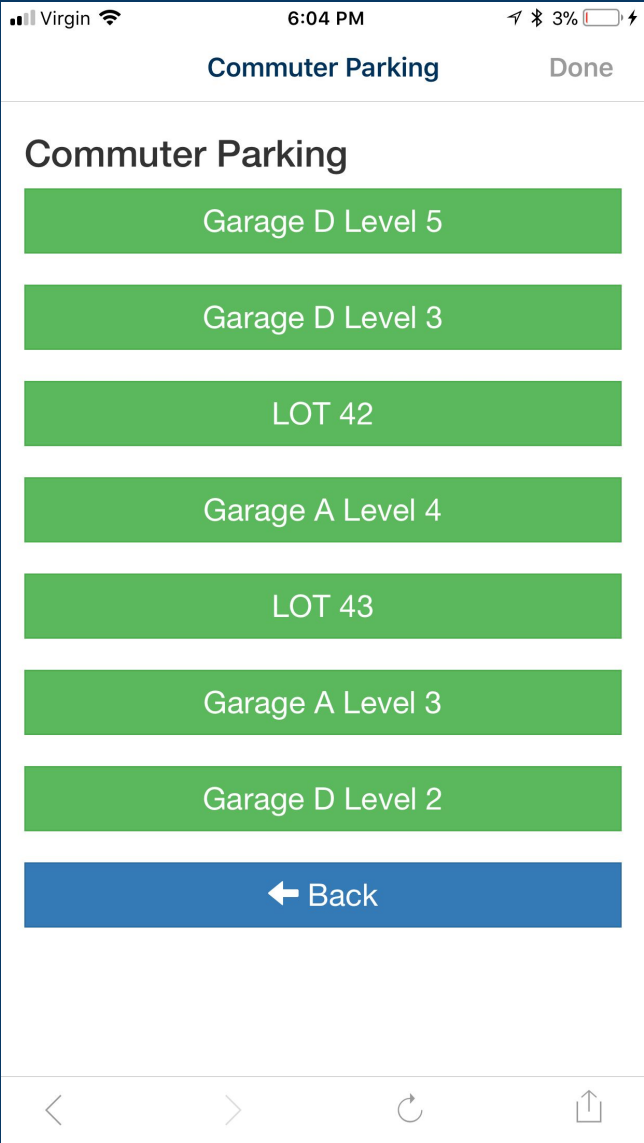 Virgin 6:04 PM 3%
Commuter Parking Done
Commuter Parking
Garage D Level 5
Garage D Level 3
LOT 42
Garage A Level 4
LOT 43
Garage A Level 3
Garage D Level 2
Back